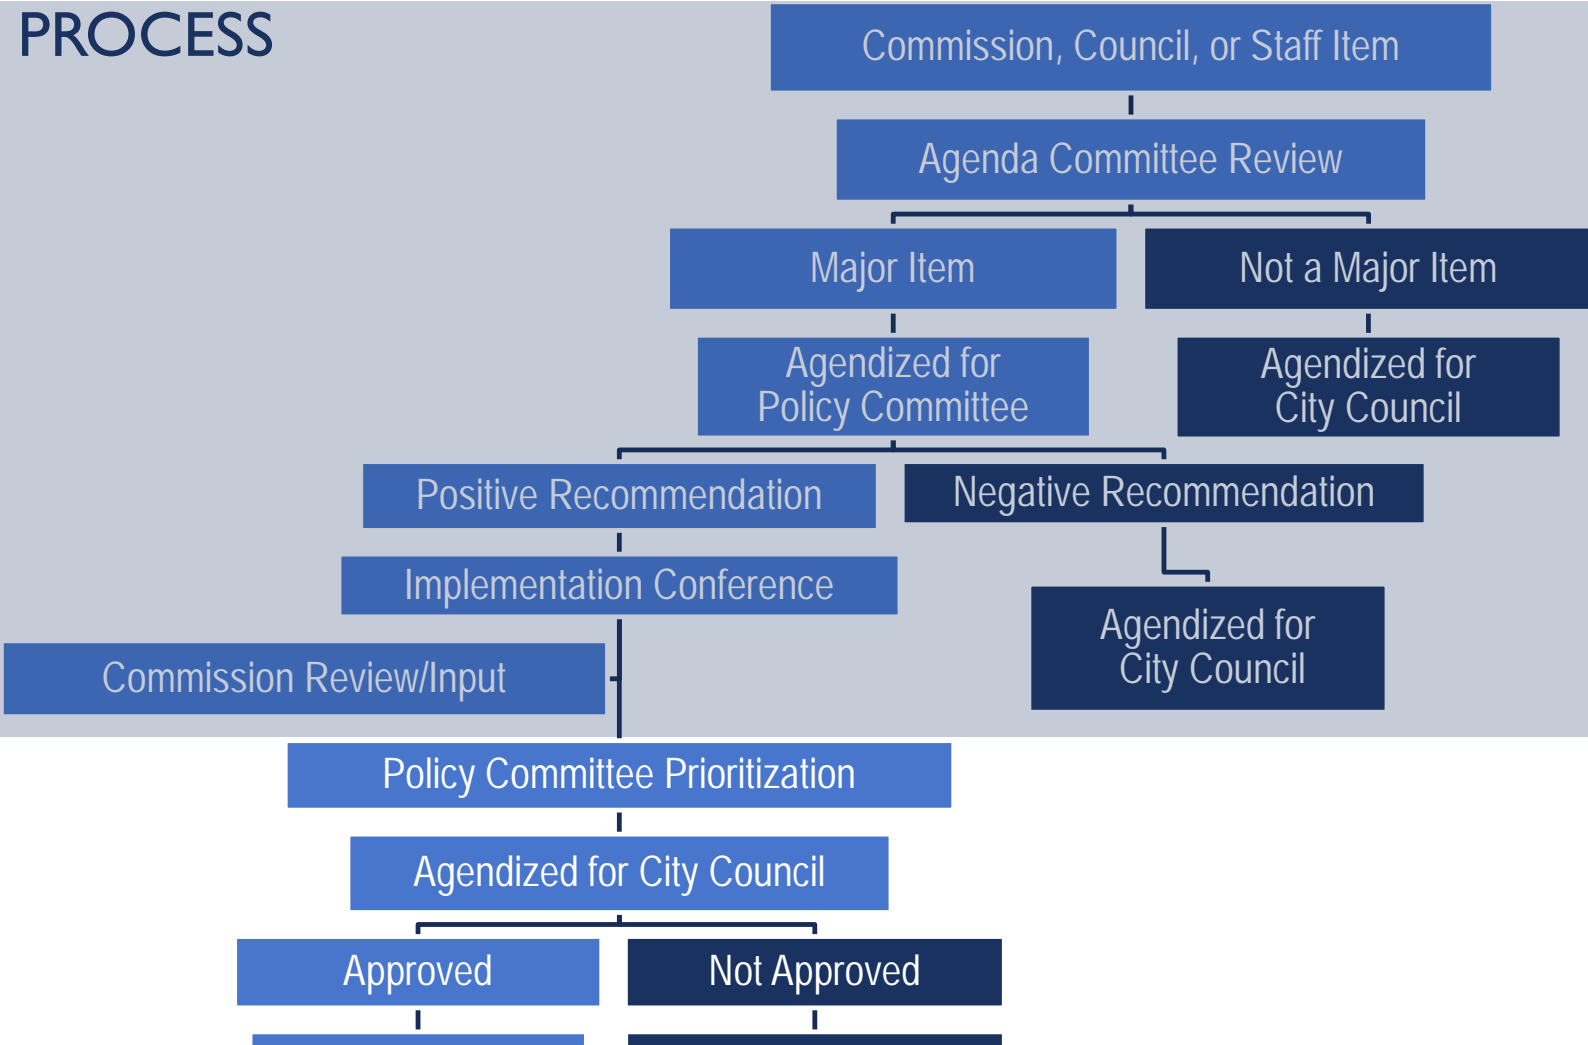 PROCESS
Commission, Council, or Staff Item
Agenda Committee Review
Major Item
Not a Major Item
Agendized for
Policy Committee
Agendized for
City Council
Positive Recommendation
Negative Recommendation
Implementation Conference
Agendized for
City Council
Commission Review/Input
Policy Committee Prioritization
Agendized for City Council
Approved
Not Approved